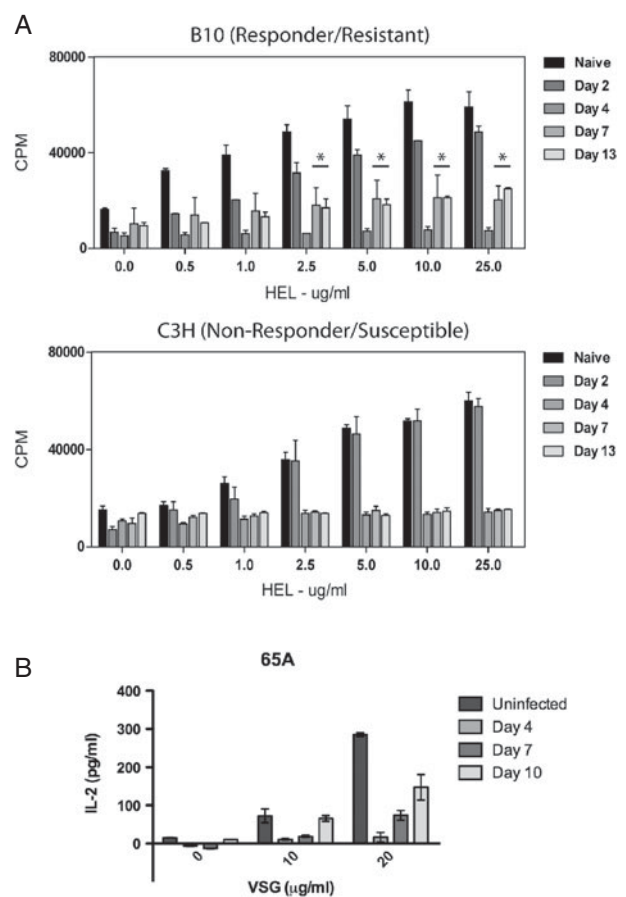 A
B10 (Responder/Resistant)
80000
40000
0
CPM
* * * *
0.0 0.5 1.0 2.5 5.0 10.0 25.0
HEL - ug/ml
Naive
Day 2
Day 4
Day 7
Day 13
C3H (Non-Responder/Susceptible)
80000
40000
0
CPM
0.0 0.5 1.0 2.5 5.0 10.0 25.0
HEL - ug/ml
Naive
Day 2
Day 4
Day 7
Day 13
B
65A
400
300
200
100
0
IL-2 (pg/ml)
0 10 20
VSG (μg/ml)
Uninfected
Day 4
Day 7
Day 10